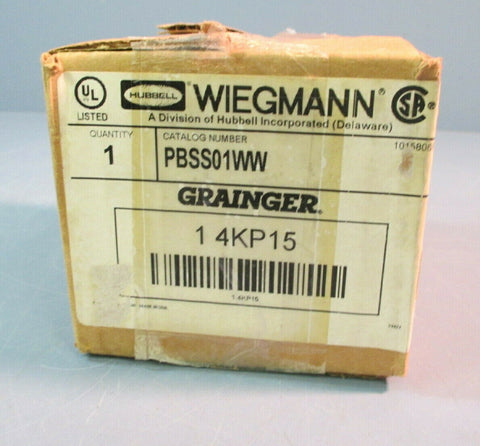 UL
LISTED
HUBBELL
WIEGMANN®
A Division of Hubbell Incorporated (Delaware)
SA
QUANTITY
1
CATALOG NUMBER
PBSS01WW
GRAINGER®
1 4KP15
1 4KP15